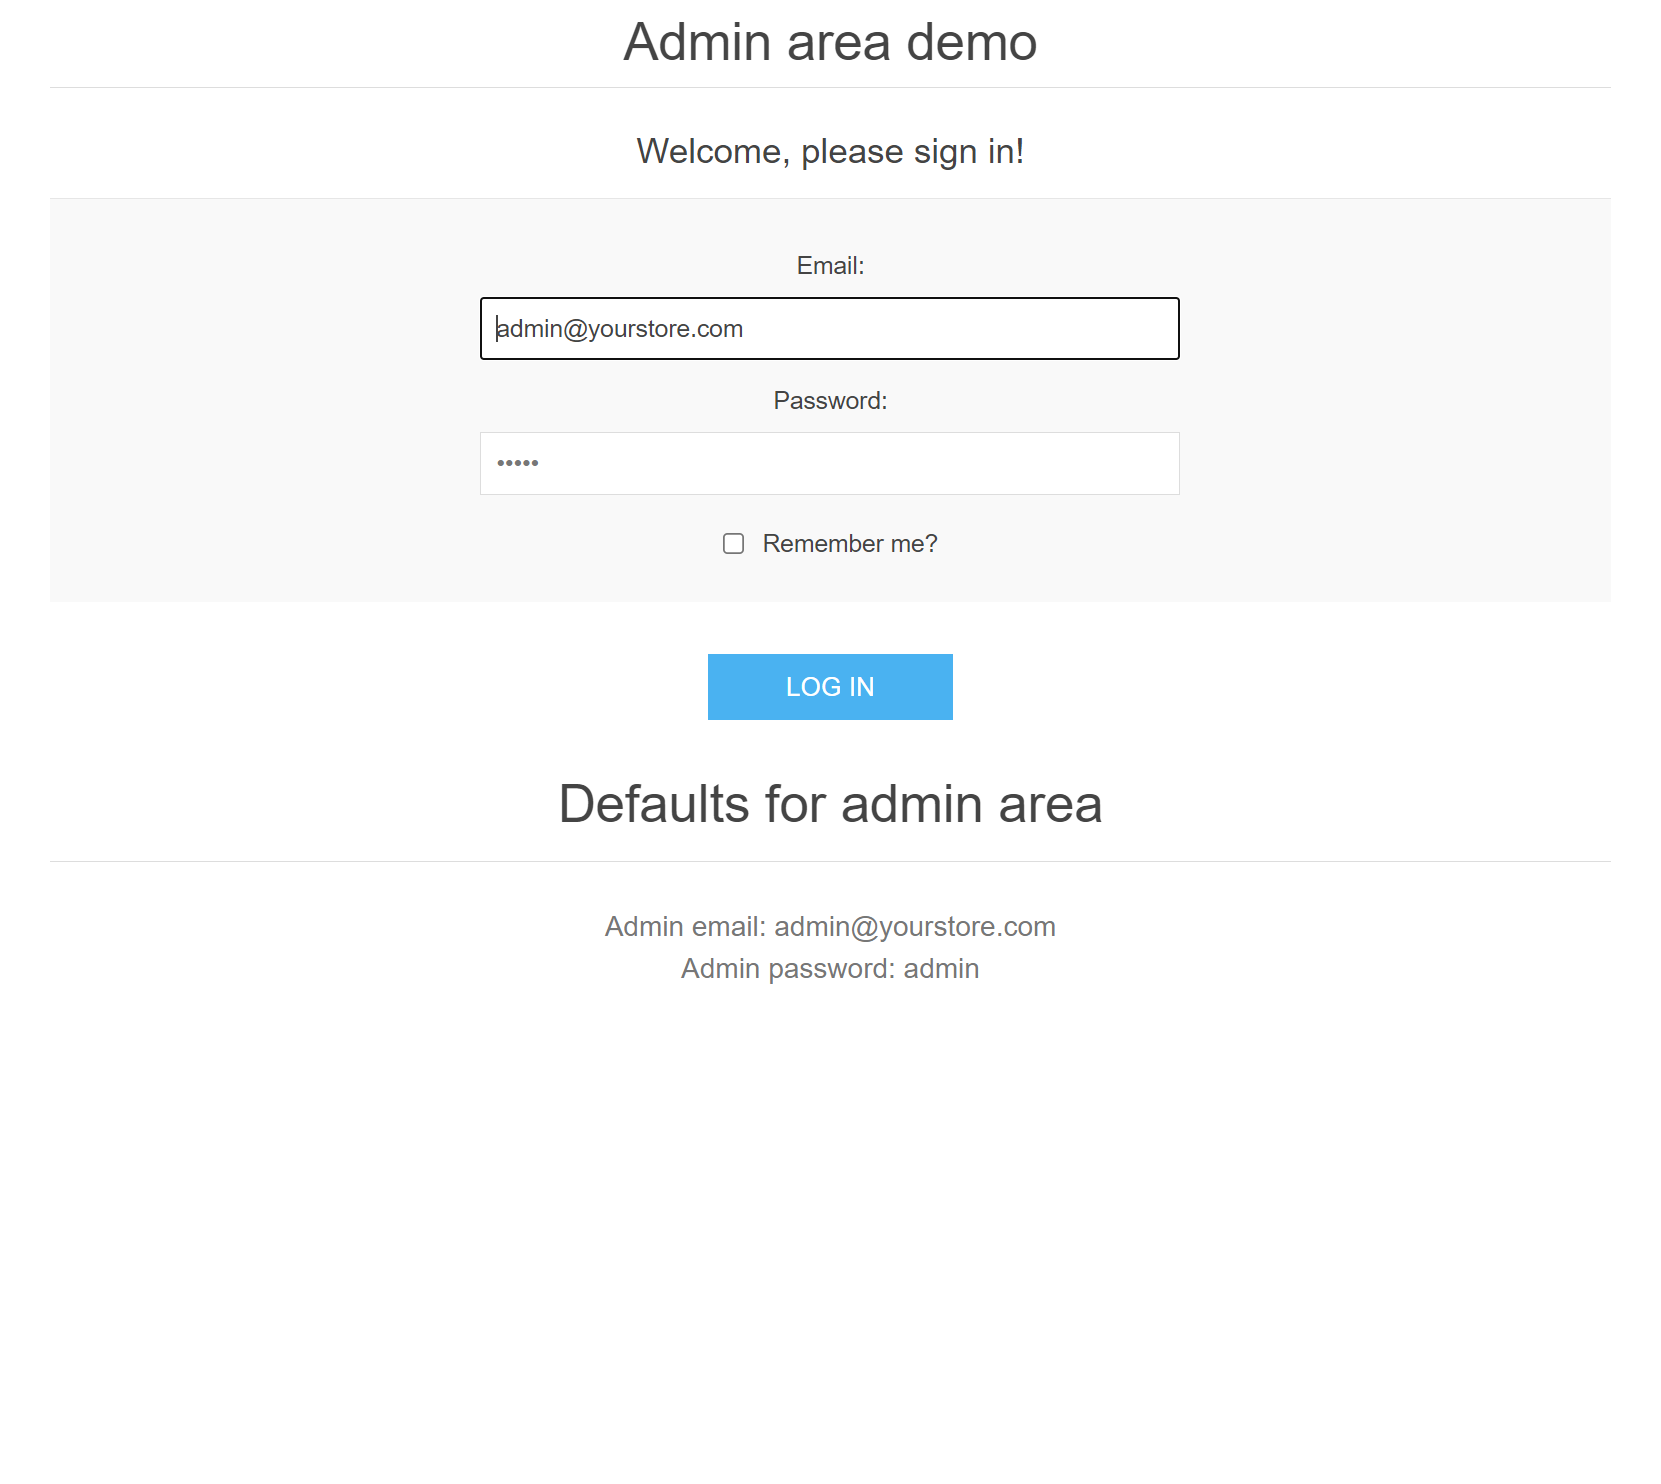 Admin area demo
Welcome, please sign in!
Email:
admin@yourstore.com
Password:
•••••
Remember me?
LOG IN
Defaults for admin area
Admin email: admin@yourstore.com
Admin password: admin